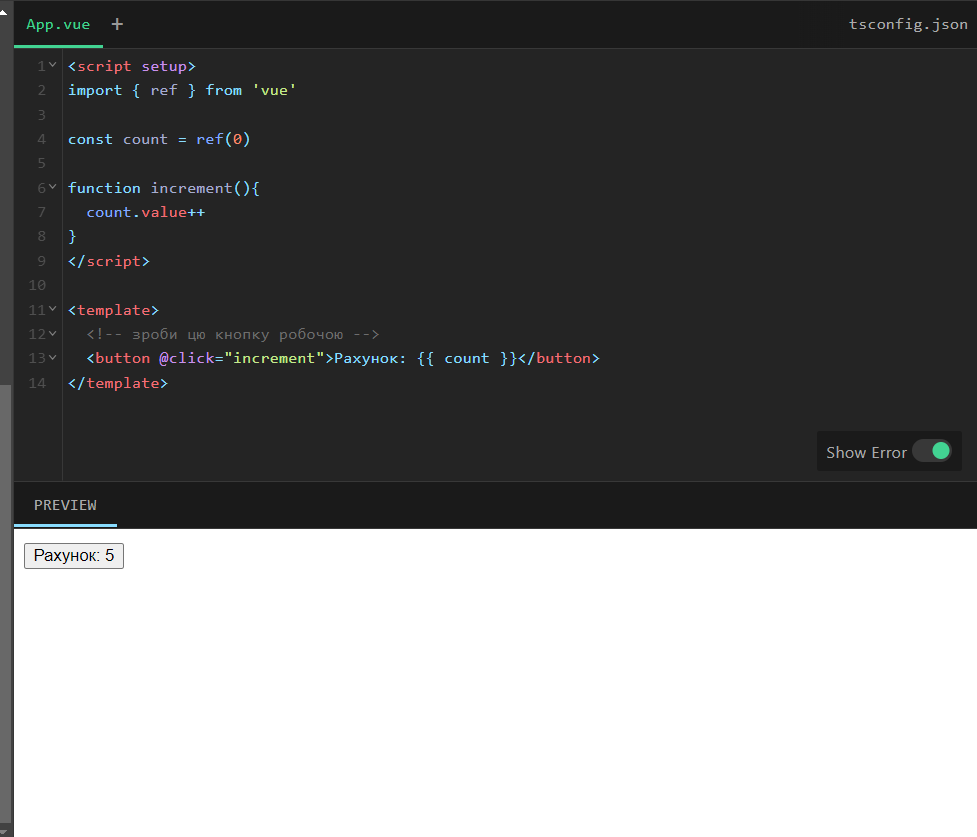 App.vue +
tsconfig.json
1 <script setup>
2 import { ref } from 'vue'
3
4 const count = ref(0)
5
6 function increment(){
7   count.value++
8 }
9 </script>
10
11 <template>
12   <!-- зроби цю кнопку робочою -->
13   <button @click="increment">Рахунок: {{ count }}</button>
14 </template>
Show Error
PREVIEW
Рахунок: 5